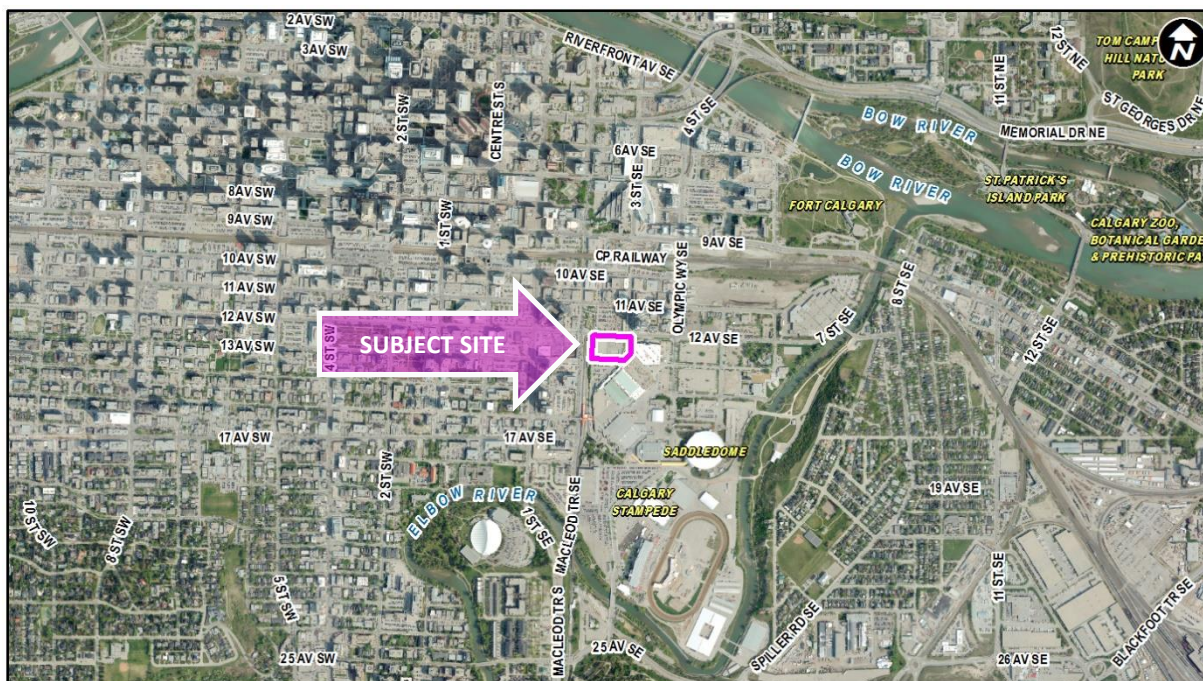 2 AV SW
3 AV SW
RIVERFRONT AV SE
TOM CAMP
HILL NATU
PARK
N
12 ST NE
11 ST NE
ST GEORGES DR NE
2 ST SW
CENTRE ST S
4 ST SE
BOW RIVER
MEMORIAL DR NE
6 AV SE
BOW RIVER
3 ST SE
ST. PATRICK'S
ISLAND PARK
8 AV SW
FORT CALGARY
9 AV SW
1 ST SW
CALGARY ZOO,
BOTANICAL GARDE
& PREHISTORIC PA
9 AV SE
CP RAILWAY
OLYMPIC WY SE
10 AV SW
10 AV SE
8 ST SE
11 AV SW
11 AV SE
12 AV SW
12 AV SE
7 ST SE
12 ST SE
13 AV SW
4 ST SW
SUBJECT SITE
17 AV SW
17 AV SE
SADDLEDOME
2 ST SW
CALGARY
STAMPEDE
19 AV SE
ELBOW RIVER
1 ST SE
MACLEOD TR SE
10 ST SW
8 ST SW
5 ST SW
11 ST SE
BLACKFOOT TR SE
MACLEOD TR S
25 AV SW
25 AV SE
SPILLER RD SE
26 AV SE